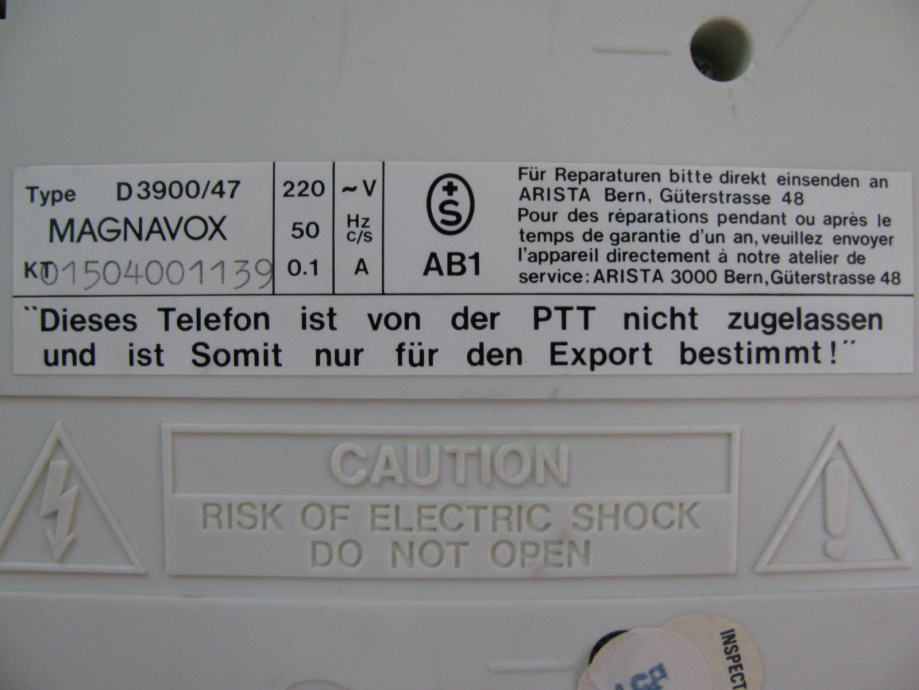 Type D3900/47
MAGNAVOX
KT 01504001139
220 ~ V
50 Hz c/s
0.1 A
+
S
AB1
Für Reparaturen bitte direkt einsenden an
ARISTA Bern, Güterstrasse 48
Pour des réparations pendant ou après le
temps de garantie d'un an, veuillez envoyer
l'appareil directement à notre atelier de
service: ARISTA 3000 Bern, Güterstrasse 48
"Dieses Telefon ist von der PTT nicht zugelassen
und ist Somit nur für den Export bestimmt!"
CAUTION
RISK OF ELECTRIC SHOCK
DO NOT OPEN
!
INSPECT